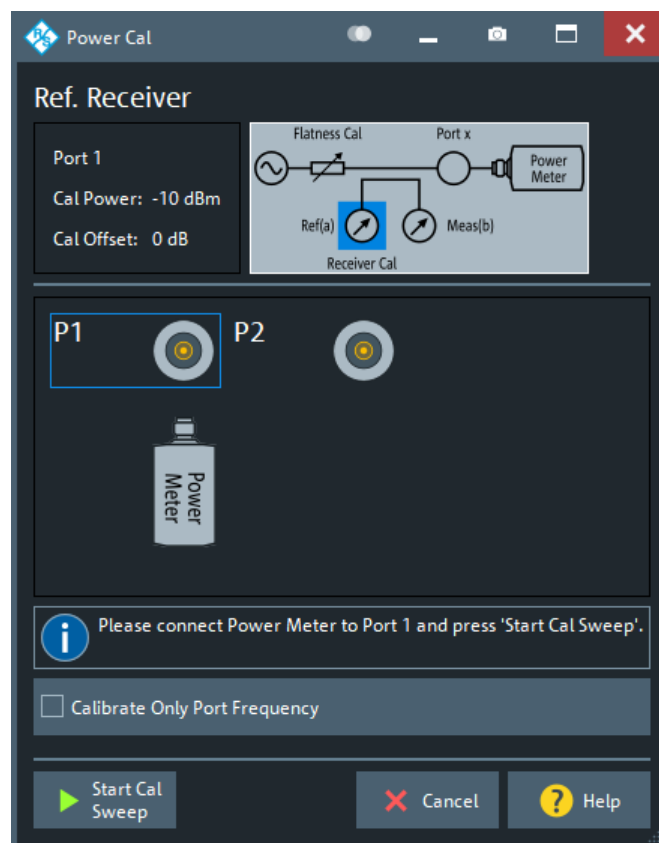 R&S Power Cal
Ref. Receiver
Port 1
Cal Power: -10 dBm
Cal Offset: 0 dB
Flatness Cal
Port x
Power
Meter
Ref(a)
Meas(b)
Receiver Cal
P1
P2
Power
Meter
Please connect Power Meter to Port 1 and press 'Start Cal Sweep'.
Calibrate Only Port Frequency
Start Cal
Sweep
Cancel
Help